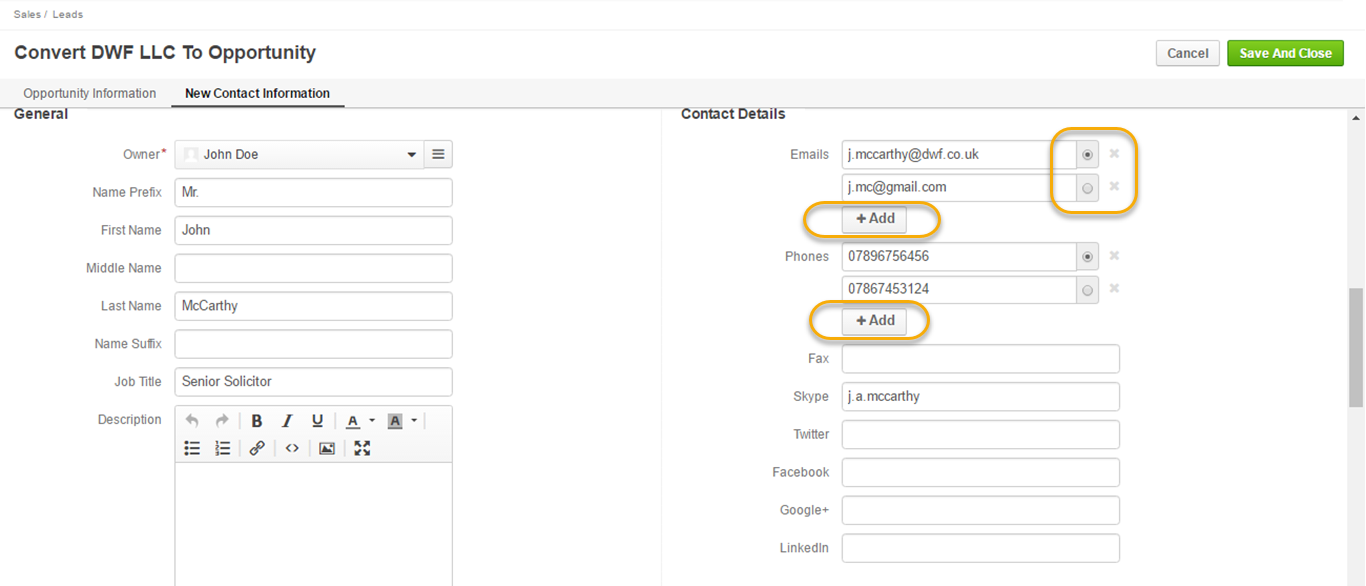 Sales / Leads
Convert DWF LLC To Opportunity
Cancel
Save And Close
Opportunity Information
New Contact Information
General
Owner*
John Doe
Name Prefix
Mr.
First Name
John
Middle Name
Last Name
McCarthy
Name Suffix
Job Title
Senior Solicitor
Description
B I U A A
Contact Details
Emails
j.mccarthy@dwf.co.uk
j.mc@gmail.com
+ Add
Phones
07896756456
07867453124
+ Add
Fax
Skype
j.a.mccarthy
Twitter
Facebook
Google+
LinkedIn